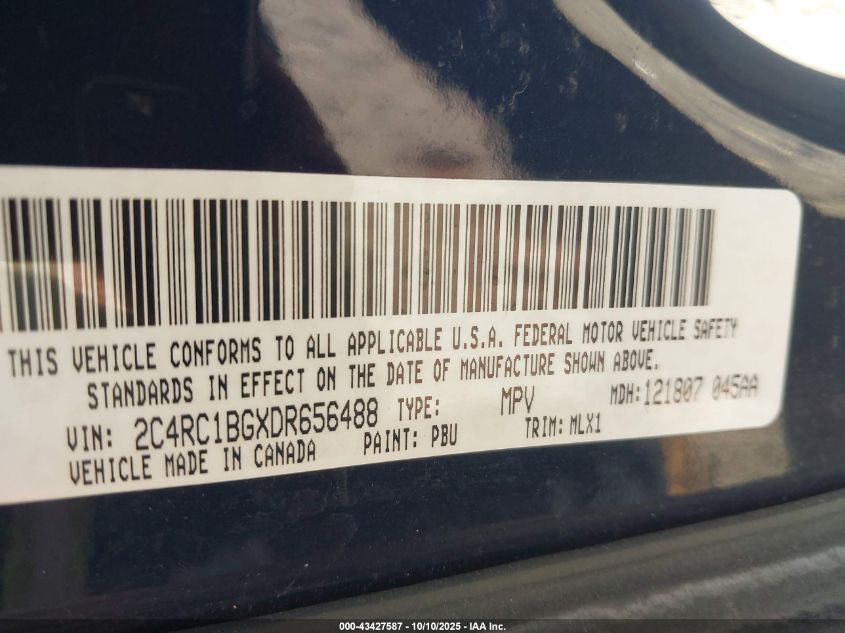 THIS VEHICLE CONFORMS TO ALL APPLICABLE U.S.A. FEDERAL MOTOR VEHICLE SAFETY
STANDARDS IN EFFECT ON THE DATE OF MANUFACTURE SHOWN ABOVE.
VIN: 2C4RC1BGXDR656488 TYPE: MPV MDH: 121807 045AA
VEHICLE MADE IN CANADA PAINT: PBU TRIM: MLX1
000-43427587 - 10/10/2025 - IAA Inc.